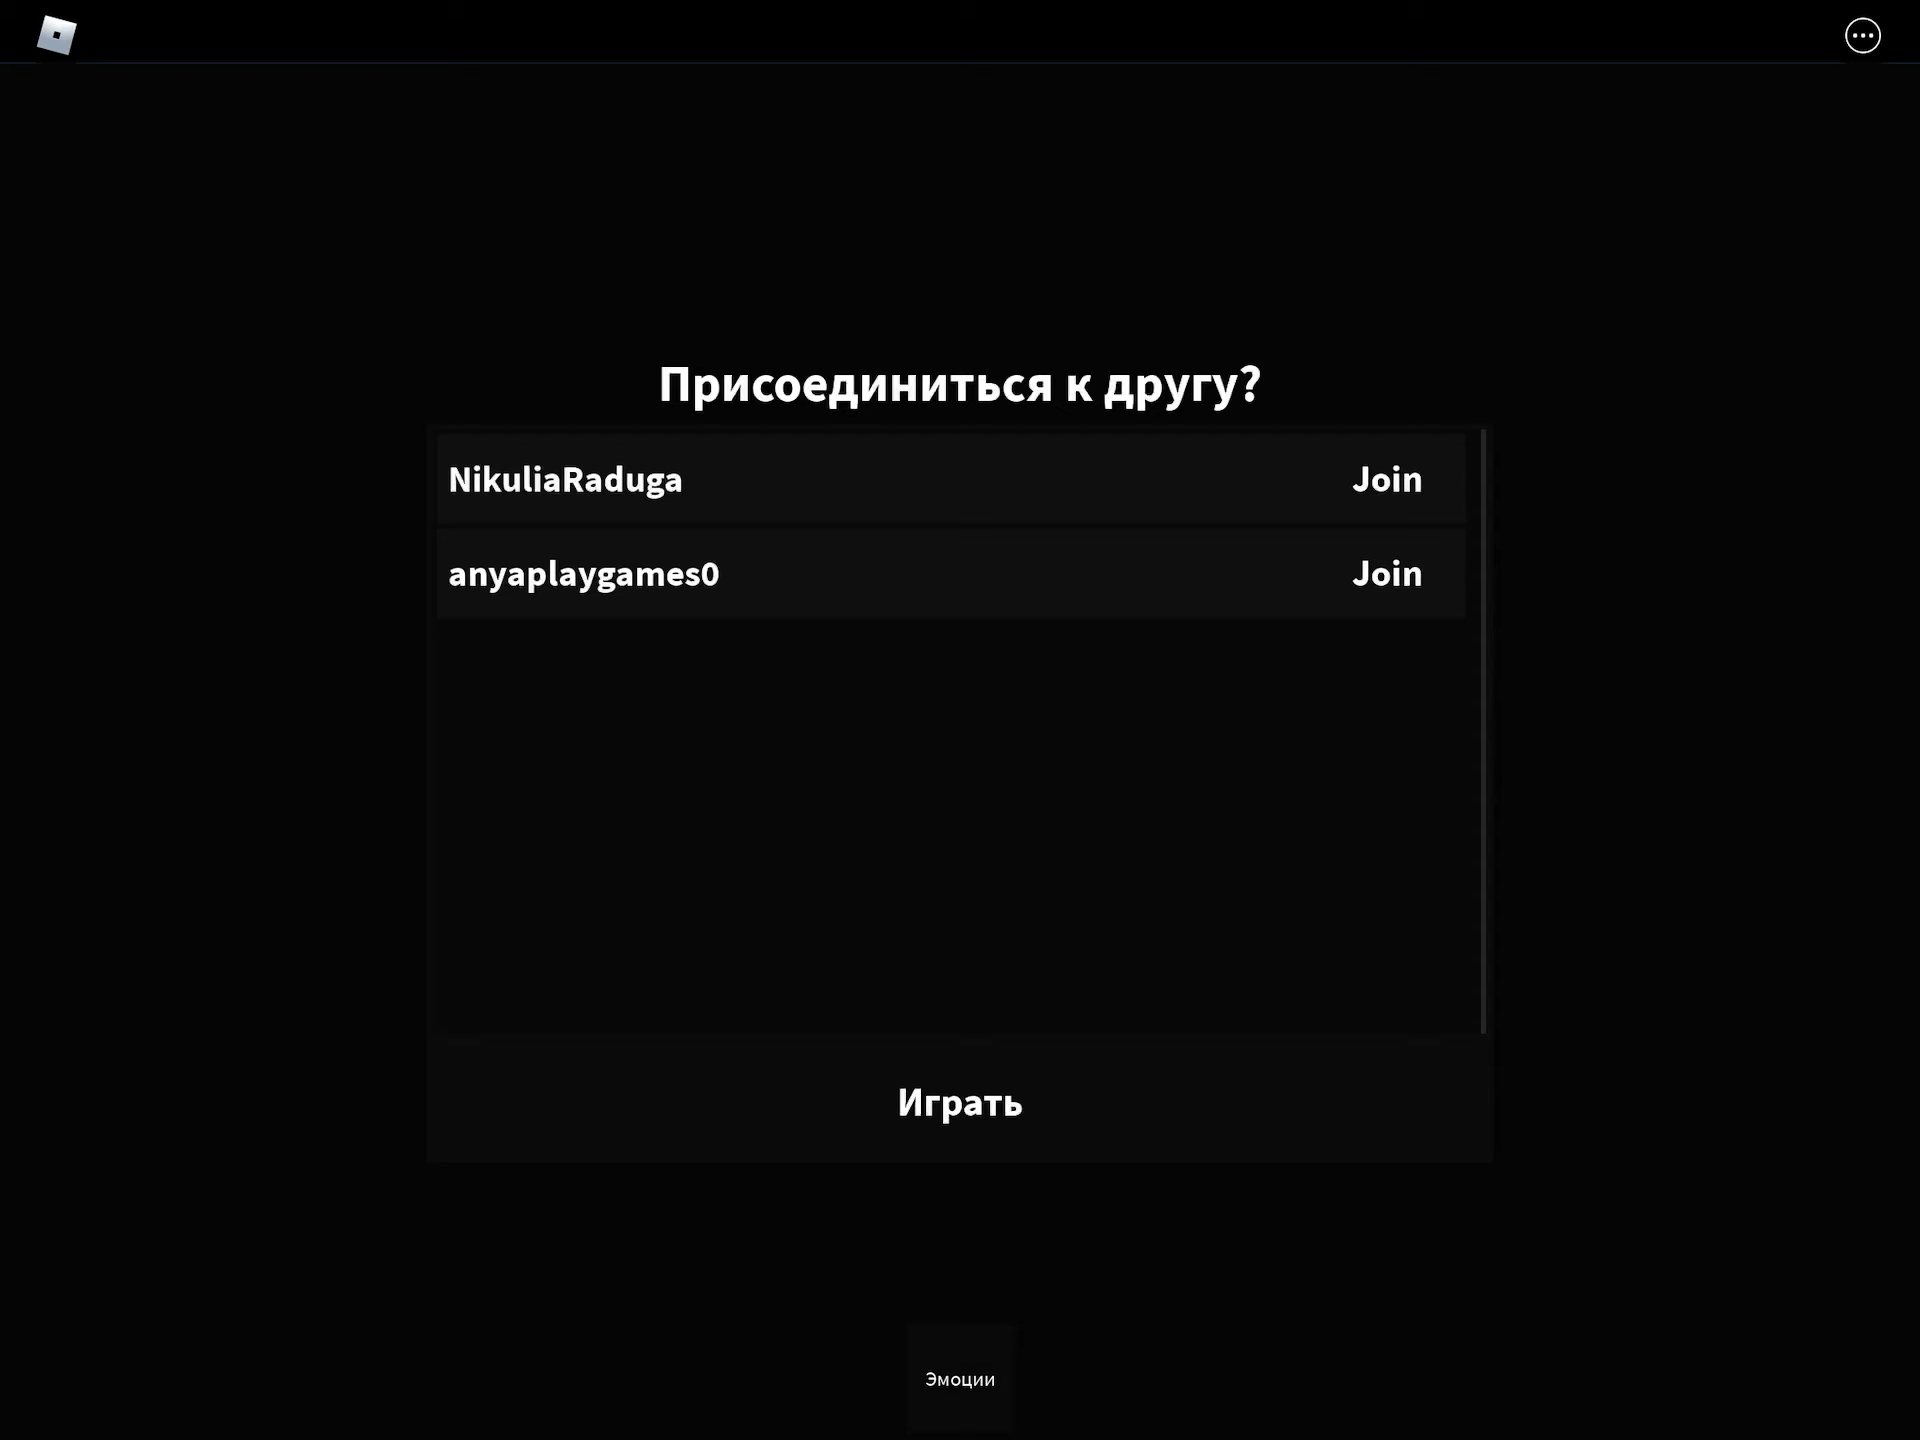 Присоединиться к другу?
NikuliaRaduga Join
anyaplaygames0 Join
Играть
Эмоции